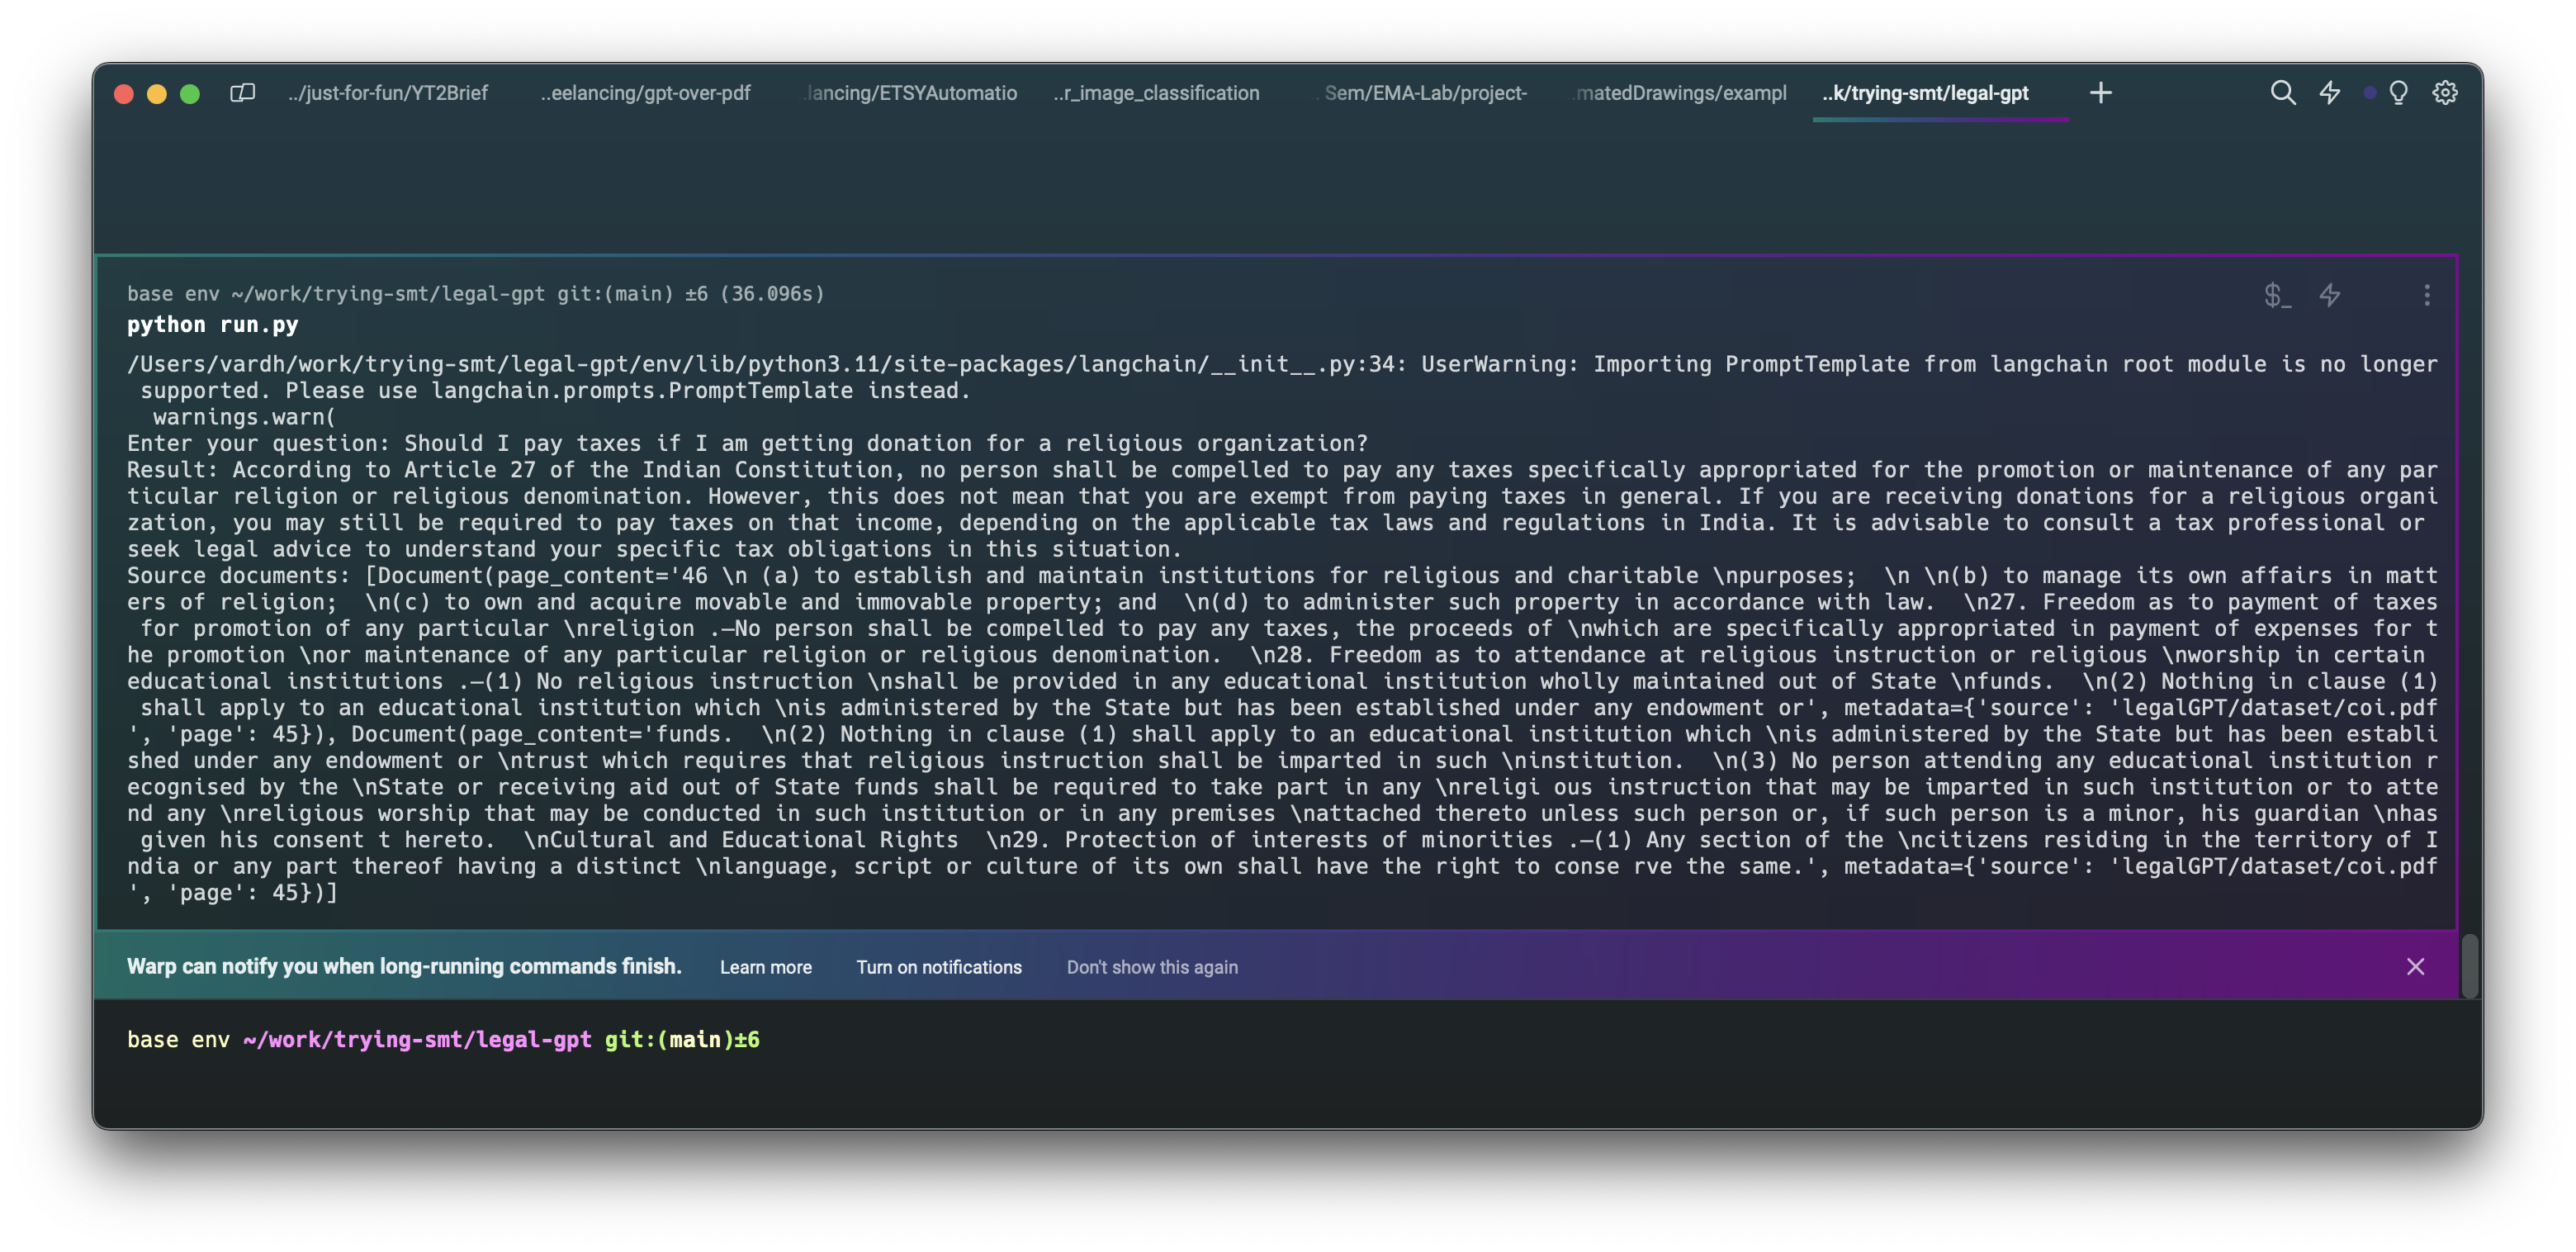 ../just-for-fun/YT2Brief ..eelancing/gpt-over-pdf .lancing/ETSYAutomatio ..r_image_classification . Sem/EMA-Lab/project- .matedDrawings/exampl ..k/trying-smt/legal-gpt
base env ~/work/trying-smt/legal-gpt git:(main) ±6 (36.096s)
python run.py
/Users/vardh/work/trying-smt/legal-gpt/env/lib/python3.11/site-packages/langchain/__init__.py:34: UserWarning: Importing PromptTemplate from langchain root module is no longer
 supported. Please use langchain.prompts.PromptTemplate instead.
  warnings.warn(
Enter your question: Should I pay taxes if I am getting donation for a religious organization?
Result: According to Article 27 of the Indian Constitution, no person shall be compelled to pay any taxes specifically appropriated for the promotion or maintenance of any par
ticular religion or religious denomination. However, this does not mean that you are exempt from paying taxes in general. If you are receiving donations for a religious organi
zation, you may still be required to pay taxes on that income, depending on the applicable tax laws and regulations in India. It is advisable to consult a tax professional or
seek legal advice to understand your specific tax obligations in this situation.
Source documents: [Document(page_content='46 \n (a) to establish and maintain institutions for religious and charitable \npurposes;  \n \n(b) to manage its own affairs in matt
ers of religion;  \n(c) to own and acquire movable and immovable property; and  \n(d) to administer such property in accordance with law.  \n27. Freedom as to payment of taxes
 for promotion of any particular \nreligion .—No person shall be compelled to pay any taxes, the proceeds of \nwhich are specifically appropriated in payment of expenses for t
he promotion \nor maintenance of any particular religion or religious denomination.  \n28. Freedom as to attendance at religious instruction or religious \nworship in certain
educational institutions .—(1) No religious instruction \nshall be provided in any educational institution wholly maintained out of State \nfunds.  \n(2) Nothing in clause (1)
 shall apply to an educational institution which \nis administered by the State but has been established under any endowment or', metadata={'source': 'legalGPT/dataset/coi.pdf
', 'page': 45}), Document(page_content='funds.  \n(2) Nothing in clause (1) shall apply to an educational institution which \nis administered by the State but has been establi
shed under any endowment or \ntrust which requires that religious instruction shall be imparted in such \ninstitution.  \n(3) No person attending any educational institution r
ecognised by the \nState or receiving aid out of State funds shall be required to take part in any \nreligi ous instruction that may be imparted in such institution or to atte
nd any \nreligious worship that may be conducted in such institution or in any premises \nattached thereto unless such person or, if such person is a minor, his guardian \nhas
 given his consent t hereto.  \nCultural and Educational Rights  \n29. Protection of interests of minorities .—(1) Any section of the \ncitizens residing in the territory of I
ndia or any part thereof having a distinct \nlanguage, script or culture of its own shall have the right to conse rve the same.', metadata={'source': 'legalGPT/dataset/coi.pdf
', 'page': 45})]
Warp can notify you when long-running commands finish. Learn more Turn on notifications Don't show this again
base env ~/work/trying-smt/legal-gpt git:(main)±6